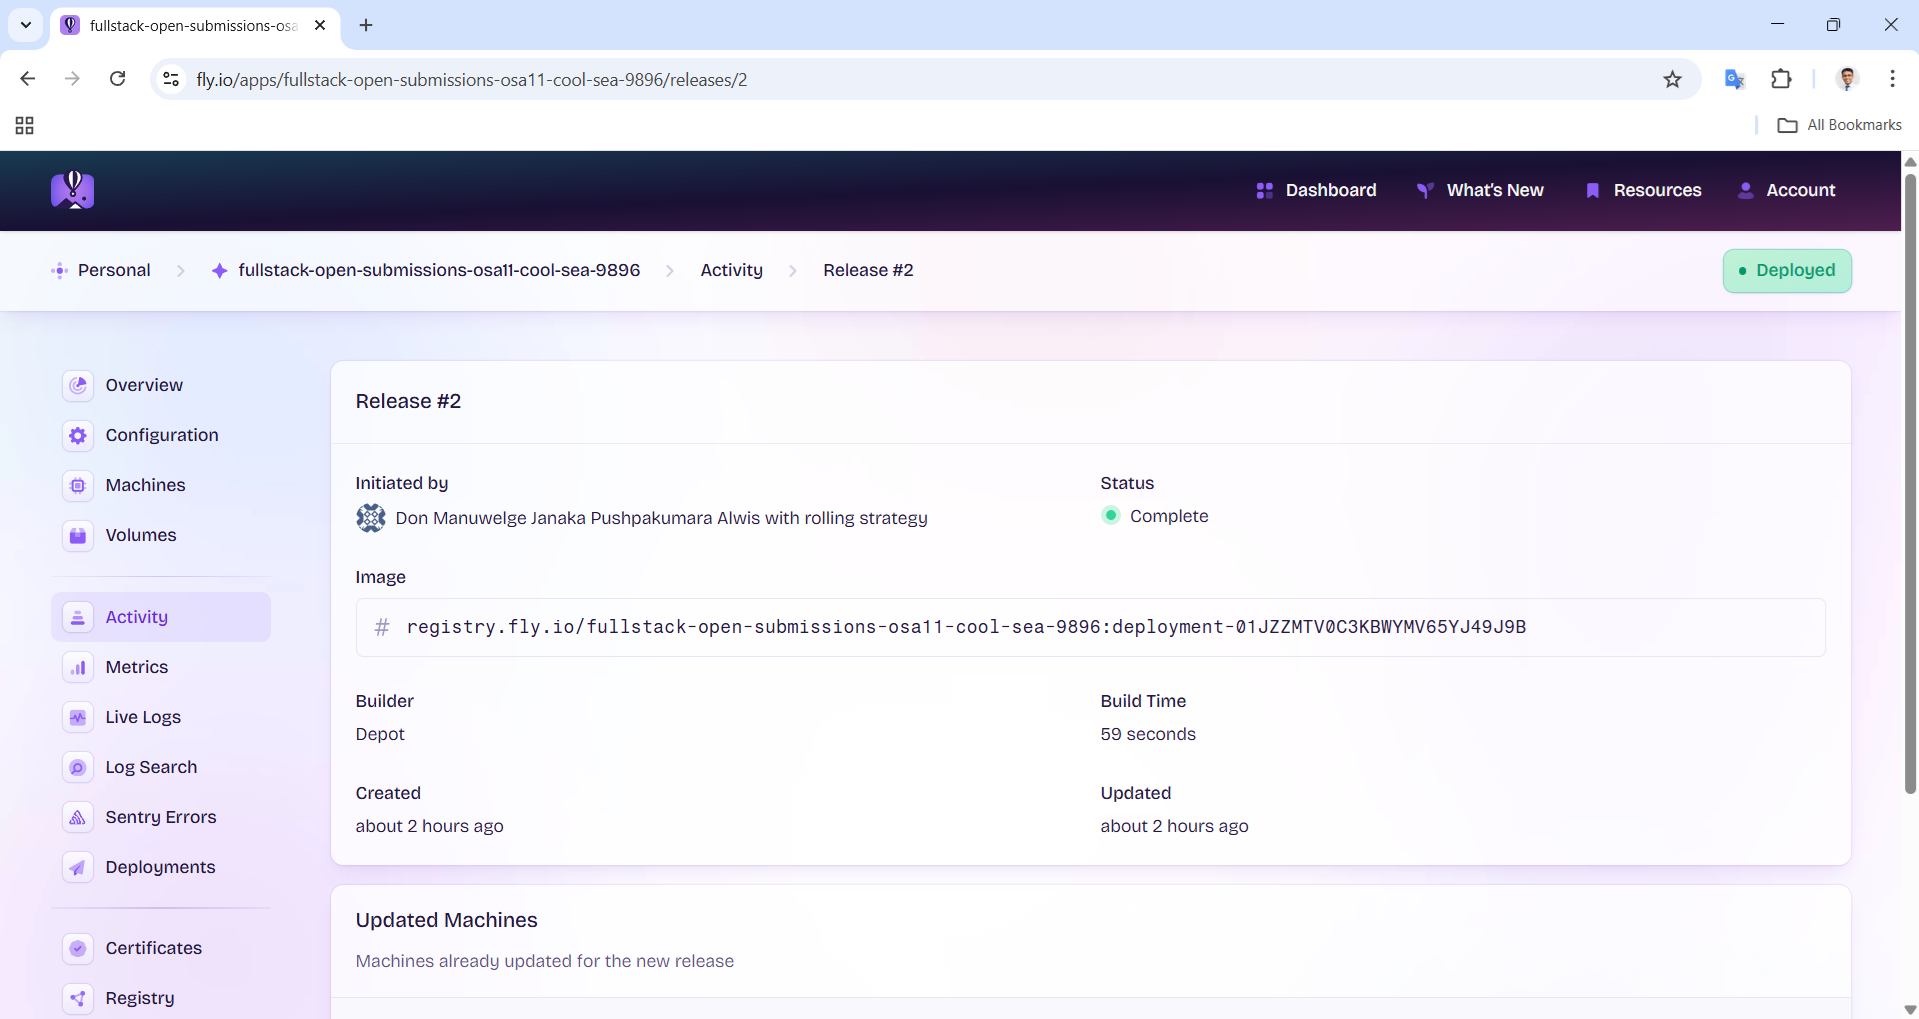 fullstack-open-submissions-osa
fly.io/apps/fullstack-open-submissions-osa11-cool-sea-9896/releases/2
All Bookmarks
Dashboard
What's New
Resources
Account
Personal
fullstack-open-submissions-osa11-cool-sea-9896
Activity
Release #2
Deployed
Overview
Configuration
Machines
Volumes
Activity
Metrics
Live Logs
Log Search
Sentry Errors
Deployments
Certificates
Registry
Release #2
Initiated by
Don Manuwelge Janaka Pushpakumara Alwis with rolling strategy
Status
Complete
Image
# registry.fly.io/fullstack-open-submissions-osa11-cool-sea-9896:deployment-01JZZMTV0C3KBWYMV65YJ49J9B
Builder
Depot
Build Time
59 seconds
Created
about 2 hours ago
Updated
about 2 hours ago
Updated Machines
Machines already updated for the new release